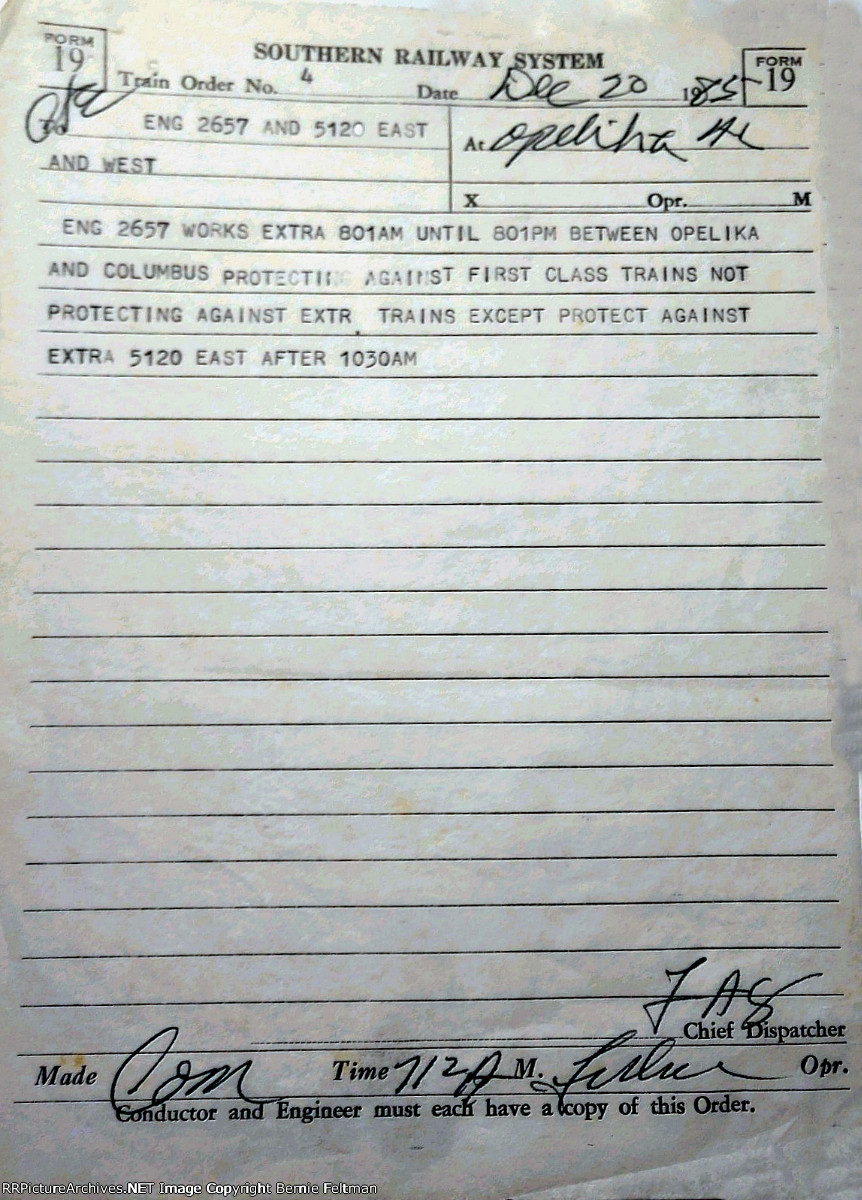 FORM 19
SOUTHERN RAILWAY SYSTEM
FORM 19
Train Order No. 4 Date Dec 20 1985
To ENG 2657 AND 5120 EAST
AND WEST
At Opelika Al
X Opr. M
ENG 2657 WORKS EXTRA 801AM UNTIL 801PM BETWEEN OPELIKA
AND COLUMBUS PROTECTING AGAINST FIRST CLASS TRAINS NOT
PROTECTING AGAINST EXTR TRAINS EXCEPT PROTECT AGAINST
EXTRA 5120 EAST AFTER 1030AM
FAG
Chief Dispatcher
Made Com Time 712A M. Opr.
Conductor and Engineer must each have a copy of this Order.
RRPictureArchives.NET Image Copyright Bernie Feltman